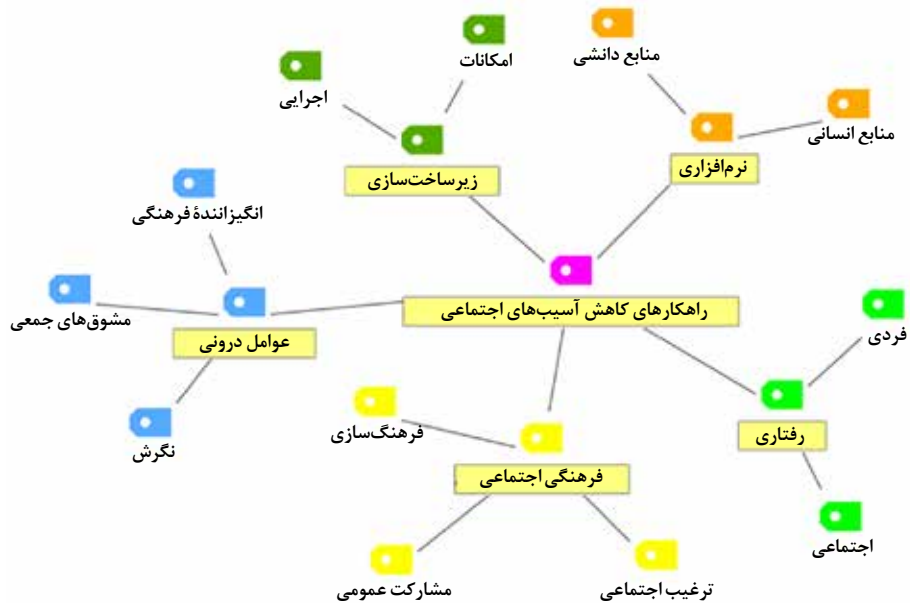 امکانات
منابع دانشی
اجرایی
منابع انسانی
زیرساخت‌سازی
نرم‌افزاری
انگیزانندهٔ فرهنگی
راهکارهای کاهش آسیب‌های اجتماعی
مشوق‌های جمعی
عوامل درونی
فردی
فرهنگ‌سازی
رفتاری
نگرش
فرهنگی اجتماعی
اجتماعی
ترغیب اجتماعی
مشارکت عمومی